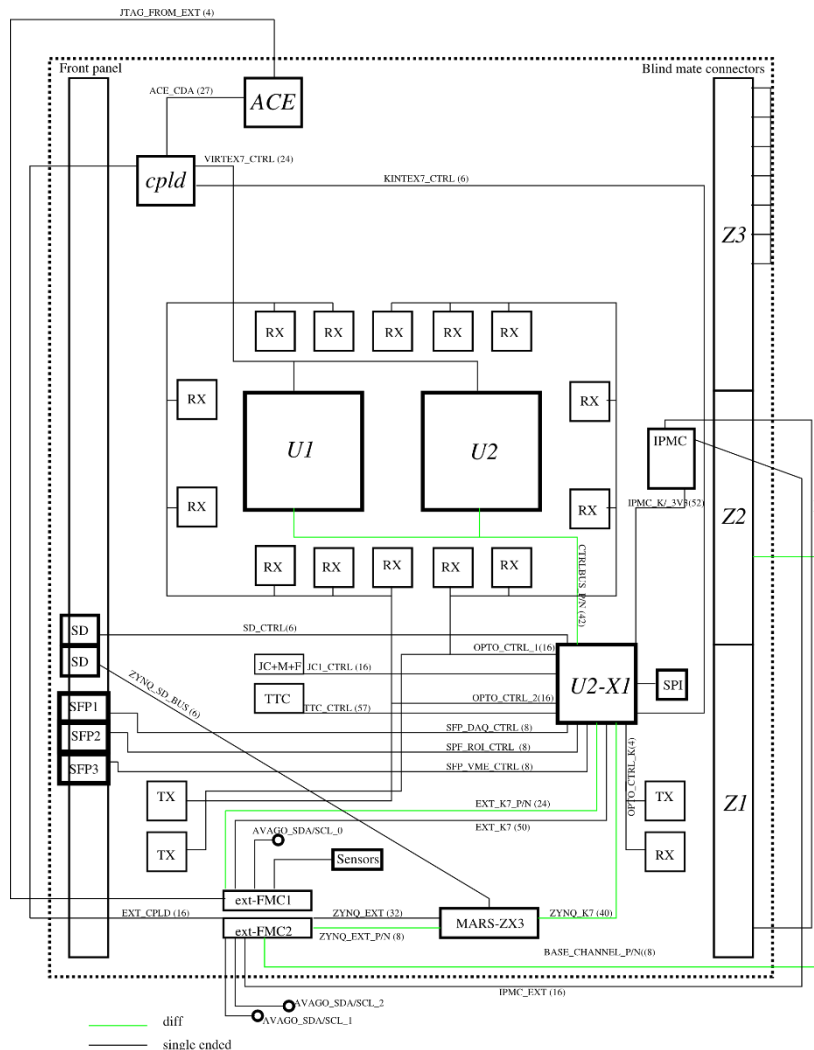 JTAG_FROM_EXT (4)
Front panel
Blind mate connectors
ACE_CDA (27)
ACE
VIRTEX7_CTRL (24)
cpld
KINTEX7_CTRL (6)
Z3
RX
RX
RX
RX
RX
RX
RX
U1
U2
IPMC
IPMC_K/_3V3(52)
RX
RX
Z2
CTRLBUS_P/N (42)
RX
RX
RX
RX
RX
SD
SD_CTRL(6)
OPTO_CTRL_1(16)
SD
JC+M+F
JC1_CTRL (16)
U2-X1
SPI
ZYNQ_SD_BUS (6)
TTC
TTC_CTRL (57)
OPTO_CTRL_2(16)
SFP1
SFP_DAQ_CTRL (8)
SFP2
SPF_ROI_CTRL (8)
SFP3
SFP_VME_CTRL (8)
OPTO_CTRL_K(4)
TX
EXT_K7_P/N (24)
TX
Z1
AVAGO_SDA/SCL_0
EXT_K7 (50)
TX
Sensors
RX
ext-FMC1
EXT_CPLD (16)
ZYNQ_EXT (32)
MARS-ZX3
ZYNQ_K7 (40)
ext-FMC2
ZYNQ_EXT_P/N (8)
BASE_CHANNEL_P/N((8)
IPMC_EXT (16)
AVAGO_SDA/SCL_2
AVAGO_SDA/SCL_1
diff
single ended